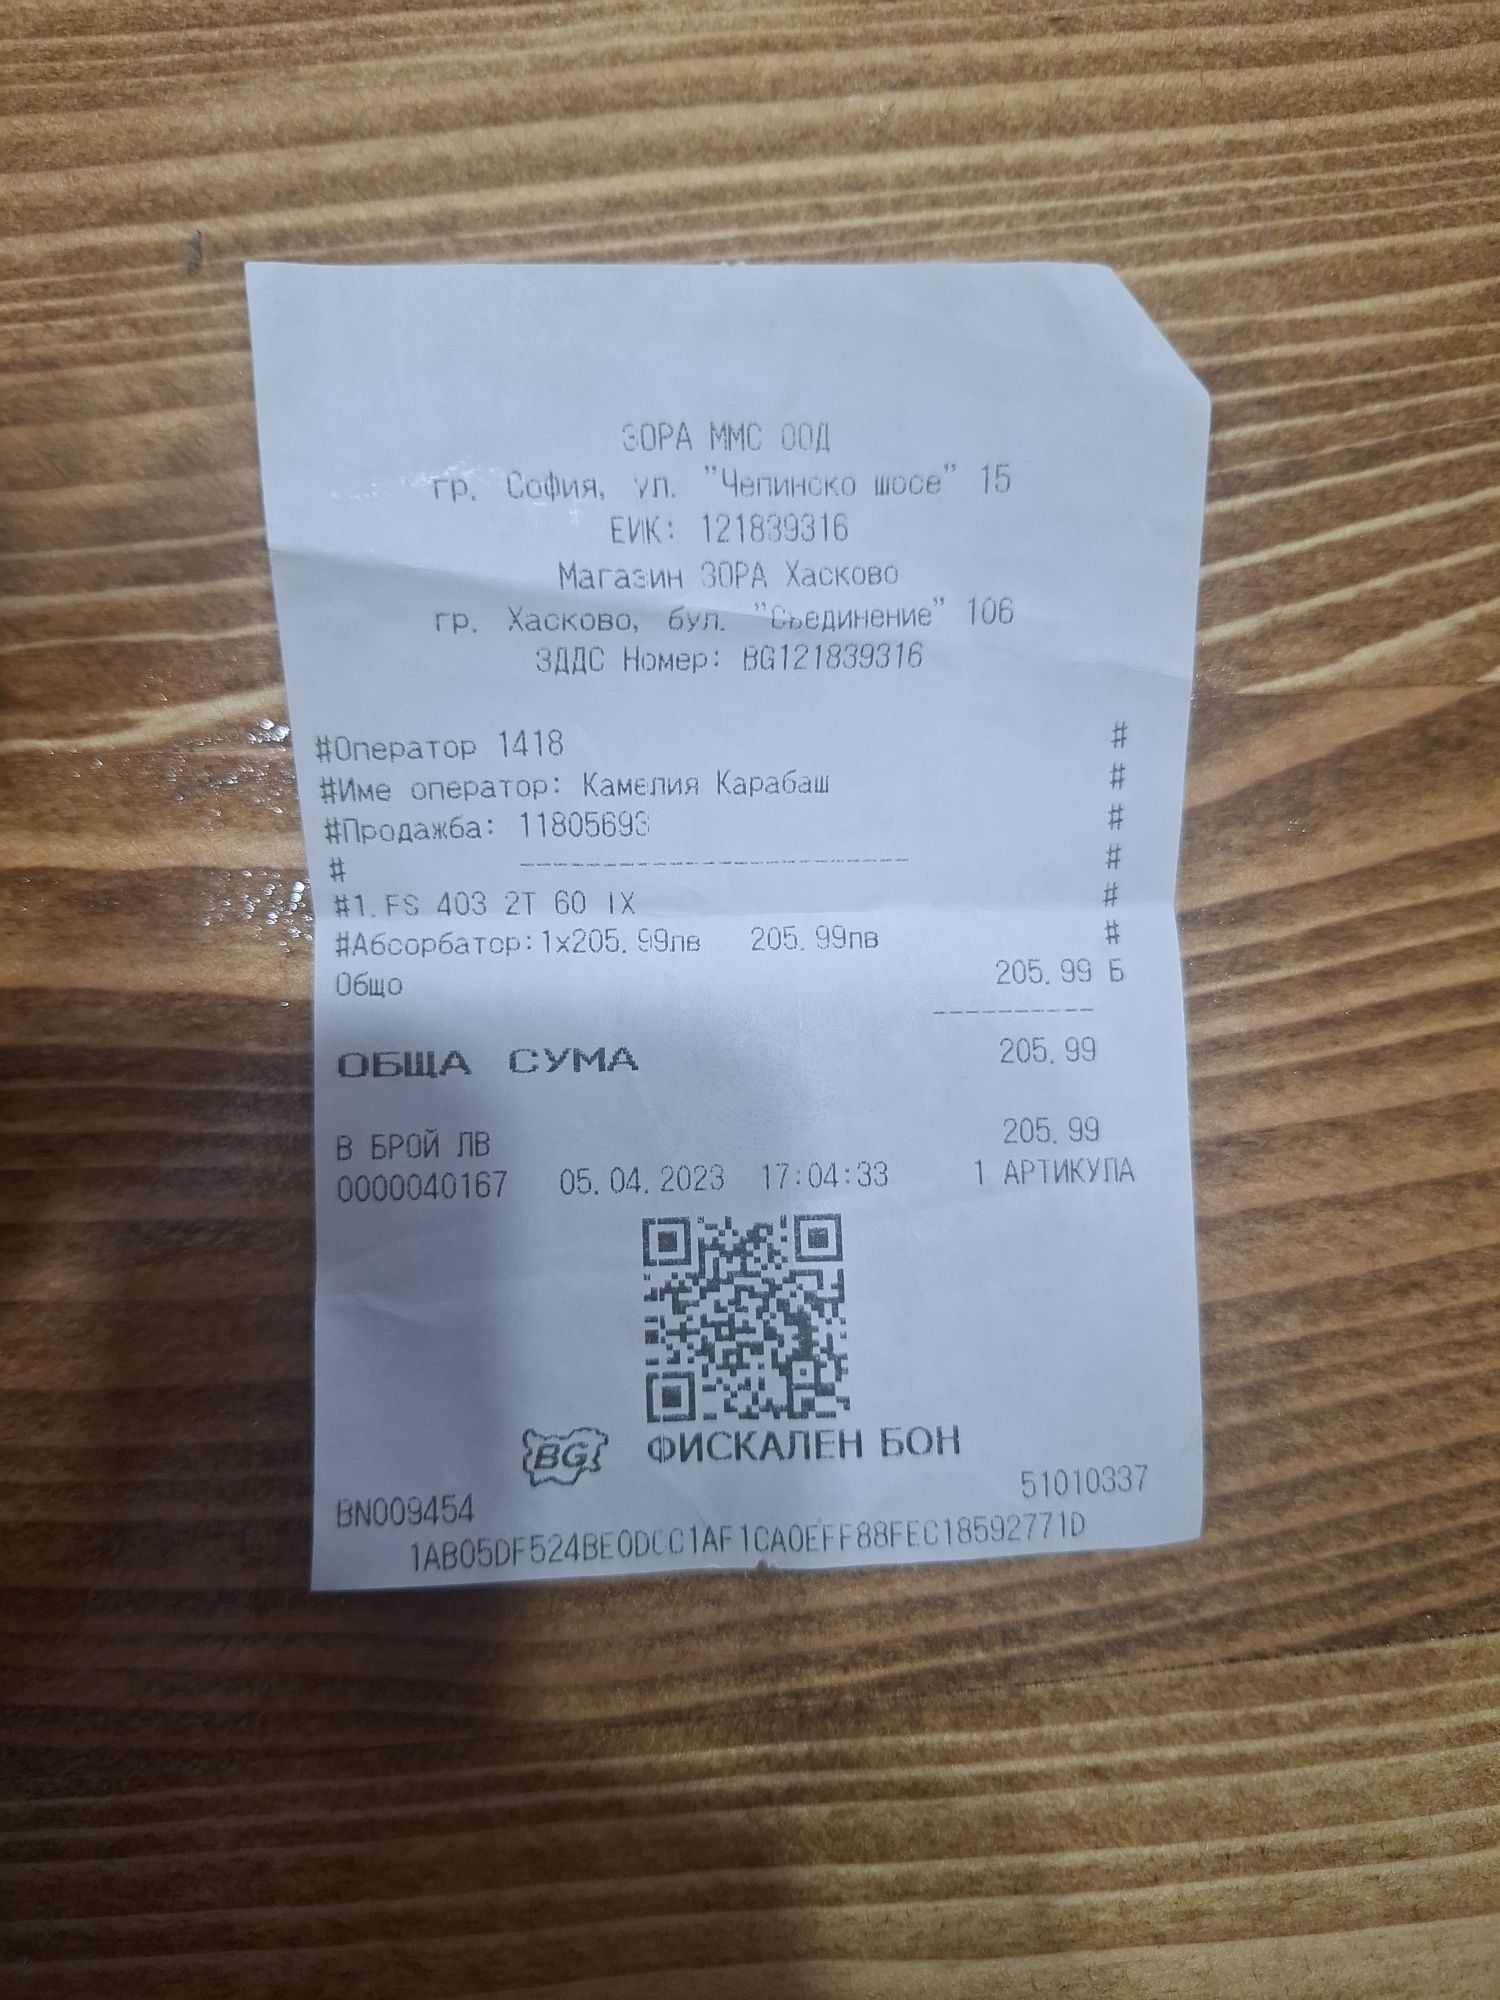 ЗОРА ММС ООД
гр. София, ул. "Чепинско шосе" 15
ЕИК: 121839316
Магазин ЗОРА Хасково
гр. Хасково, бул. "Съединение" 106
ЗДДС Номер: BG121839316
#Оператор 1418 #
#Име оператор: Камелия Карабаш #
#Продажба: 11805693 #
# ------------------------------ #
#1. FS 403 2T 60 IX #
#Абсорбатор:1x205.99лв 205.99лв #
Общо 205.99 Б
ОБЩА СУМА 205.99
В БРОЙ ЛВ 205.99
0000040167 05.04.2023 17:04:33 1 АРТИКУЛА
BG ФИСКАЛЕН БОН
BN009454 51010337
1AB05DF524BE0DCC1AF1CA0EFF88FEC18592771D